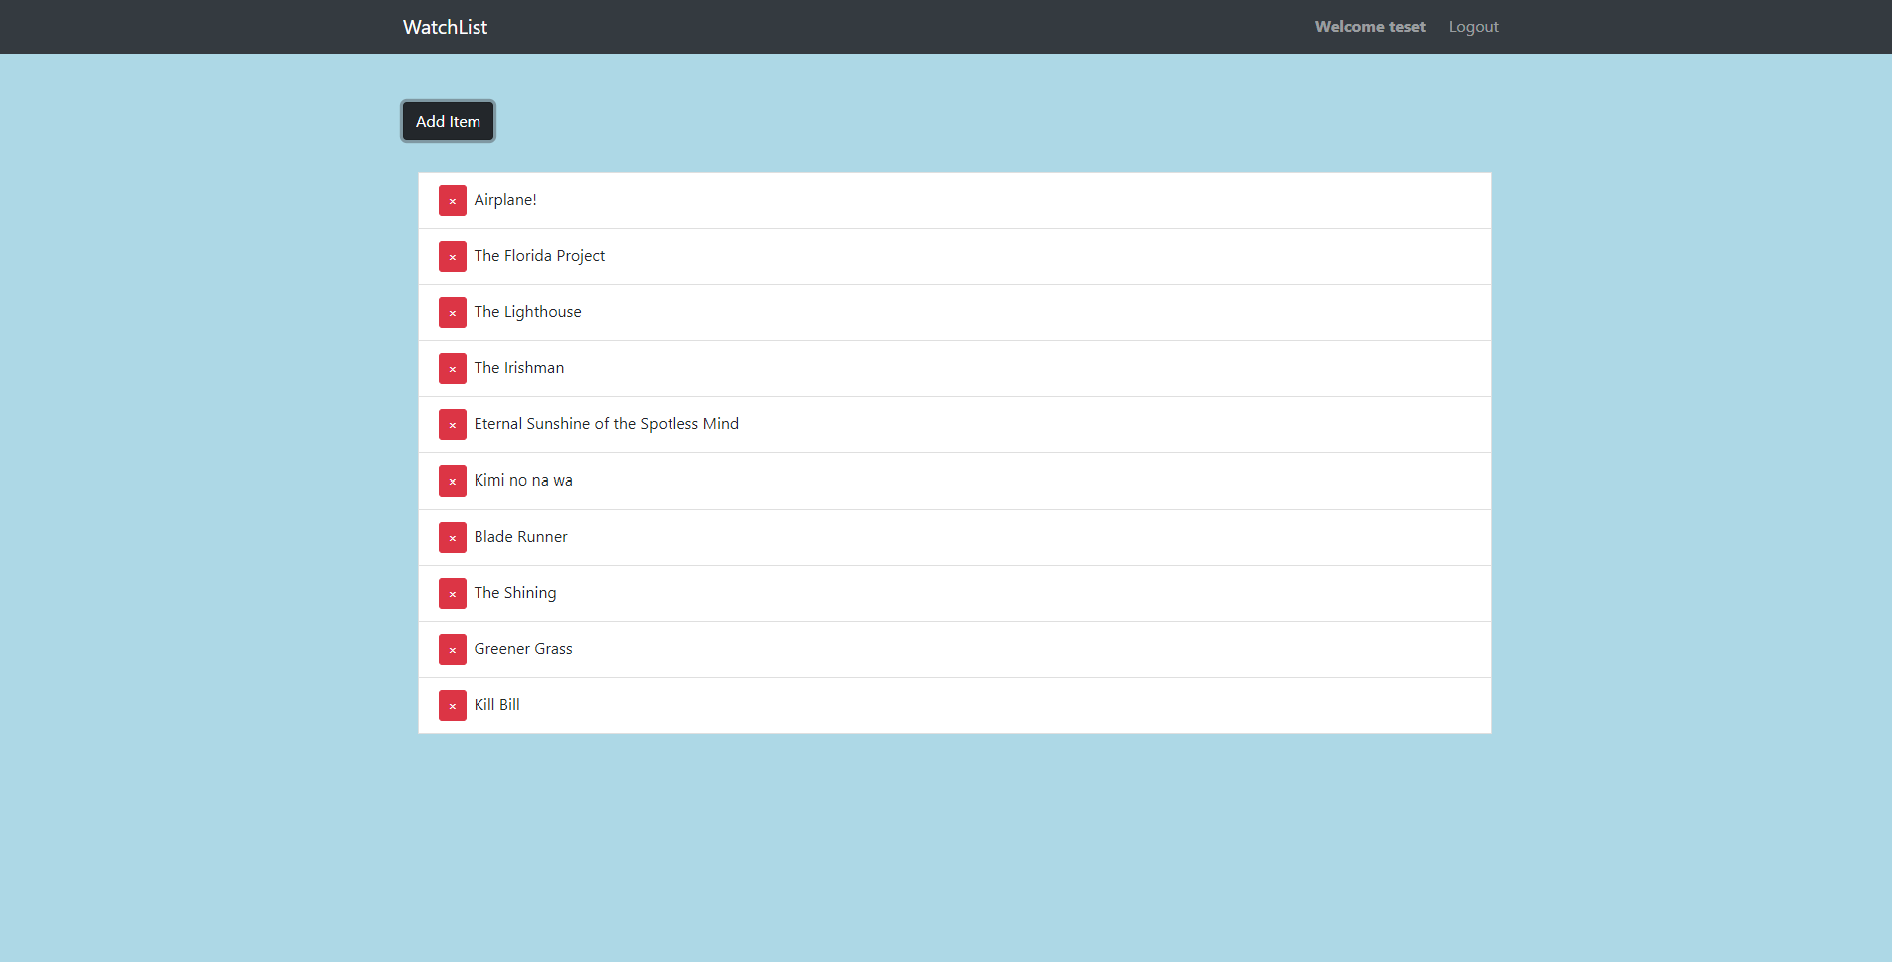 WatchList
Welcome teset Logout
Add Item
× Airplane!
× The Florida Project
× The Lighthouse
× The Irishman
× Eternal Sunshine of the Spotless Mind
× Kimi no na wa
× Blade Runner
× The Shining
× Greener Grass
× Kill Bill